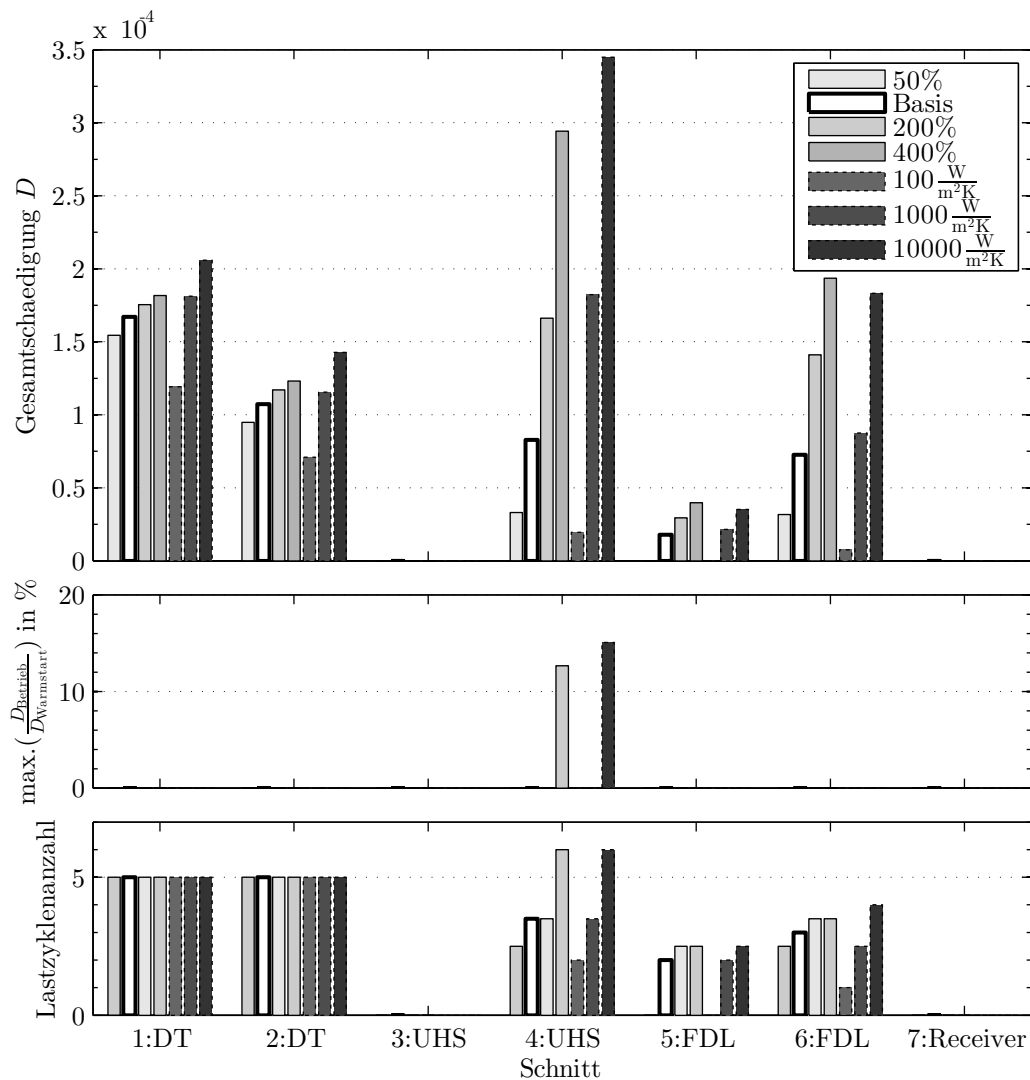 x 10^-4
3.5
3
2.5
2
1.5
1
0.5
0
Gesamtschaedigung D
50%
Basis
200%
400%
100 W/m²K
1000 W/m²K
10000 W/m²K
20
10
0
max.(D_Betrieb/D_Warmstart) in %
5
0
Lastzyklenanzahl
1:DT 2:DT 3:UHS 4:UHS 5:FDL 6:FDL 7:Receiver
Schnitt